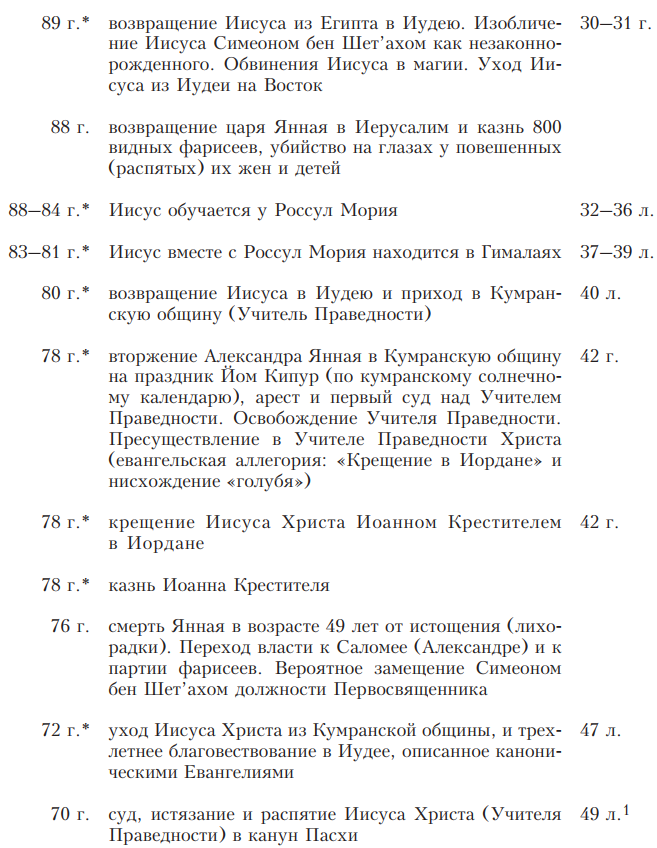 89 г.* возвращение Иисуса из Египта в Иудею. Изобличе- 30—31 г.
ние Иисуса Симеоном бен Шет’ахом как незаконно-
рожденного. Обвинения Иисуса в магии. Уход Ии-
суса из Иудеи на Восток
88 г. возвращение царя Янная в Иерусалим и казнь 800
видных фарисеев, убийство на глазах у повешенных
(распятых) их жен и детей
88—84 г.* Иисус обучается у Россул Мория 32—36 л.
83—81 г.* Иисус вместе с Россул Мория находится в Гималаях 37—39 л.
80 г.* возвращение Иисуса в Иудею и приход в Кумран- 40 л.
скую общину (Учитель Праведности)
78 г.* вторжение Александра Янная в Кумранскую общину 42 г.
на праздник Йом Кипур (по кумранскому солнечно-
му календарю), арест и первый суд над Учителем
Праведности. Освобождение Учителя Праведности.
Пресуществление в Учителе Праведности Христа
(евангельская аллегория: «Крещение в Иордане» и
нисхождение «голубя»)
78 г.* крещение Иисуса Христа Иоанном Крестителем 42 г.
в Иордане
78 г.* казнь Иоанна Крестителя
76 г. смерть Янная в возрасте 49 лет от истощения (лихо-
радки). Переход власти к Саломее (Александре) и к
партии фарисеев. Вероятное замещение Симеоном
бен Шет’ахом должности Первосвященника
72 г.* уход Иисуса Христа из Кумранской общины, и трех- 47 л.
летнее благовествование в Иудее, описанное канони-
ческими Евангелиями
70 г. суд, истязание и распятие Иисуса Христа (Учителя 49 л.1
Праведности) в канун Пасхи